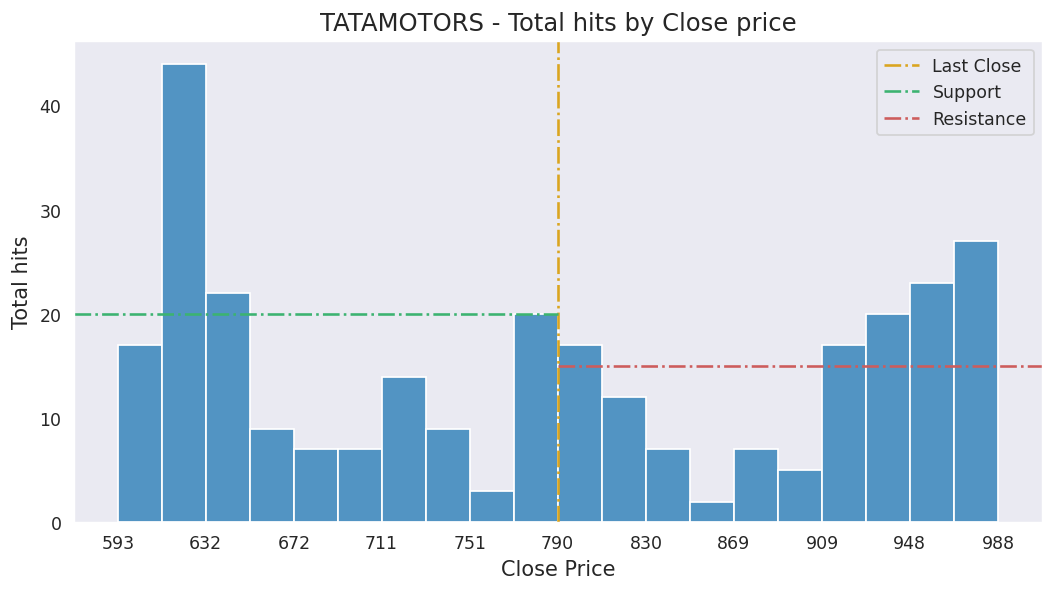 TATAMOTORS - Total hits by Close price
Last Close
Support
Resistance
Total hits
40
30
20
10
0
593 632 672 711 751 790 830 869 909 948 988
Close Price